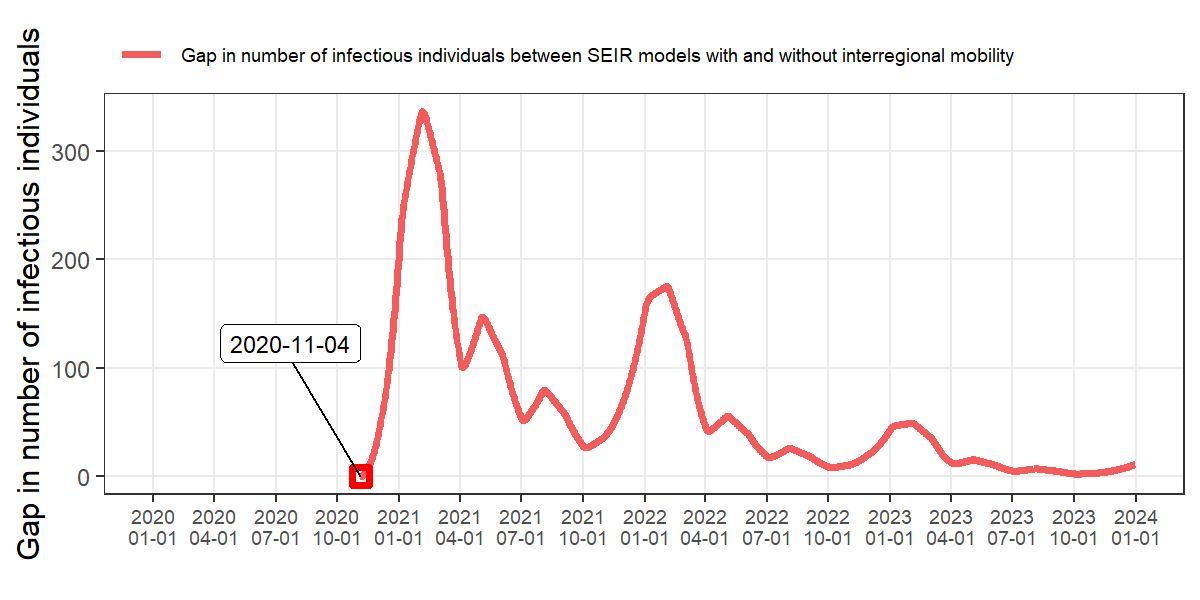 Gap in number of infectious individuals between SEIR models with and without interregional mobility
Gap in number of infectious individuals
300
200
100
0
2020-11-04
2020 2020 2020 2020 2021 2021 2021 2021 2022 2022 2022 2022 2023 2023 2023 2023 2024
01-01 04-01 07-01 10-01 01-01 04-01 07-01 10-01 01-01 04-01 07-01 10-01 01-01 04-01 07-01 10-01 01-01